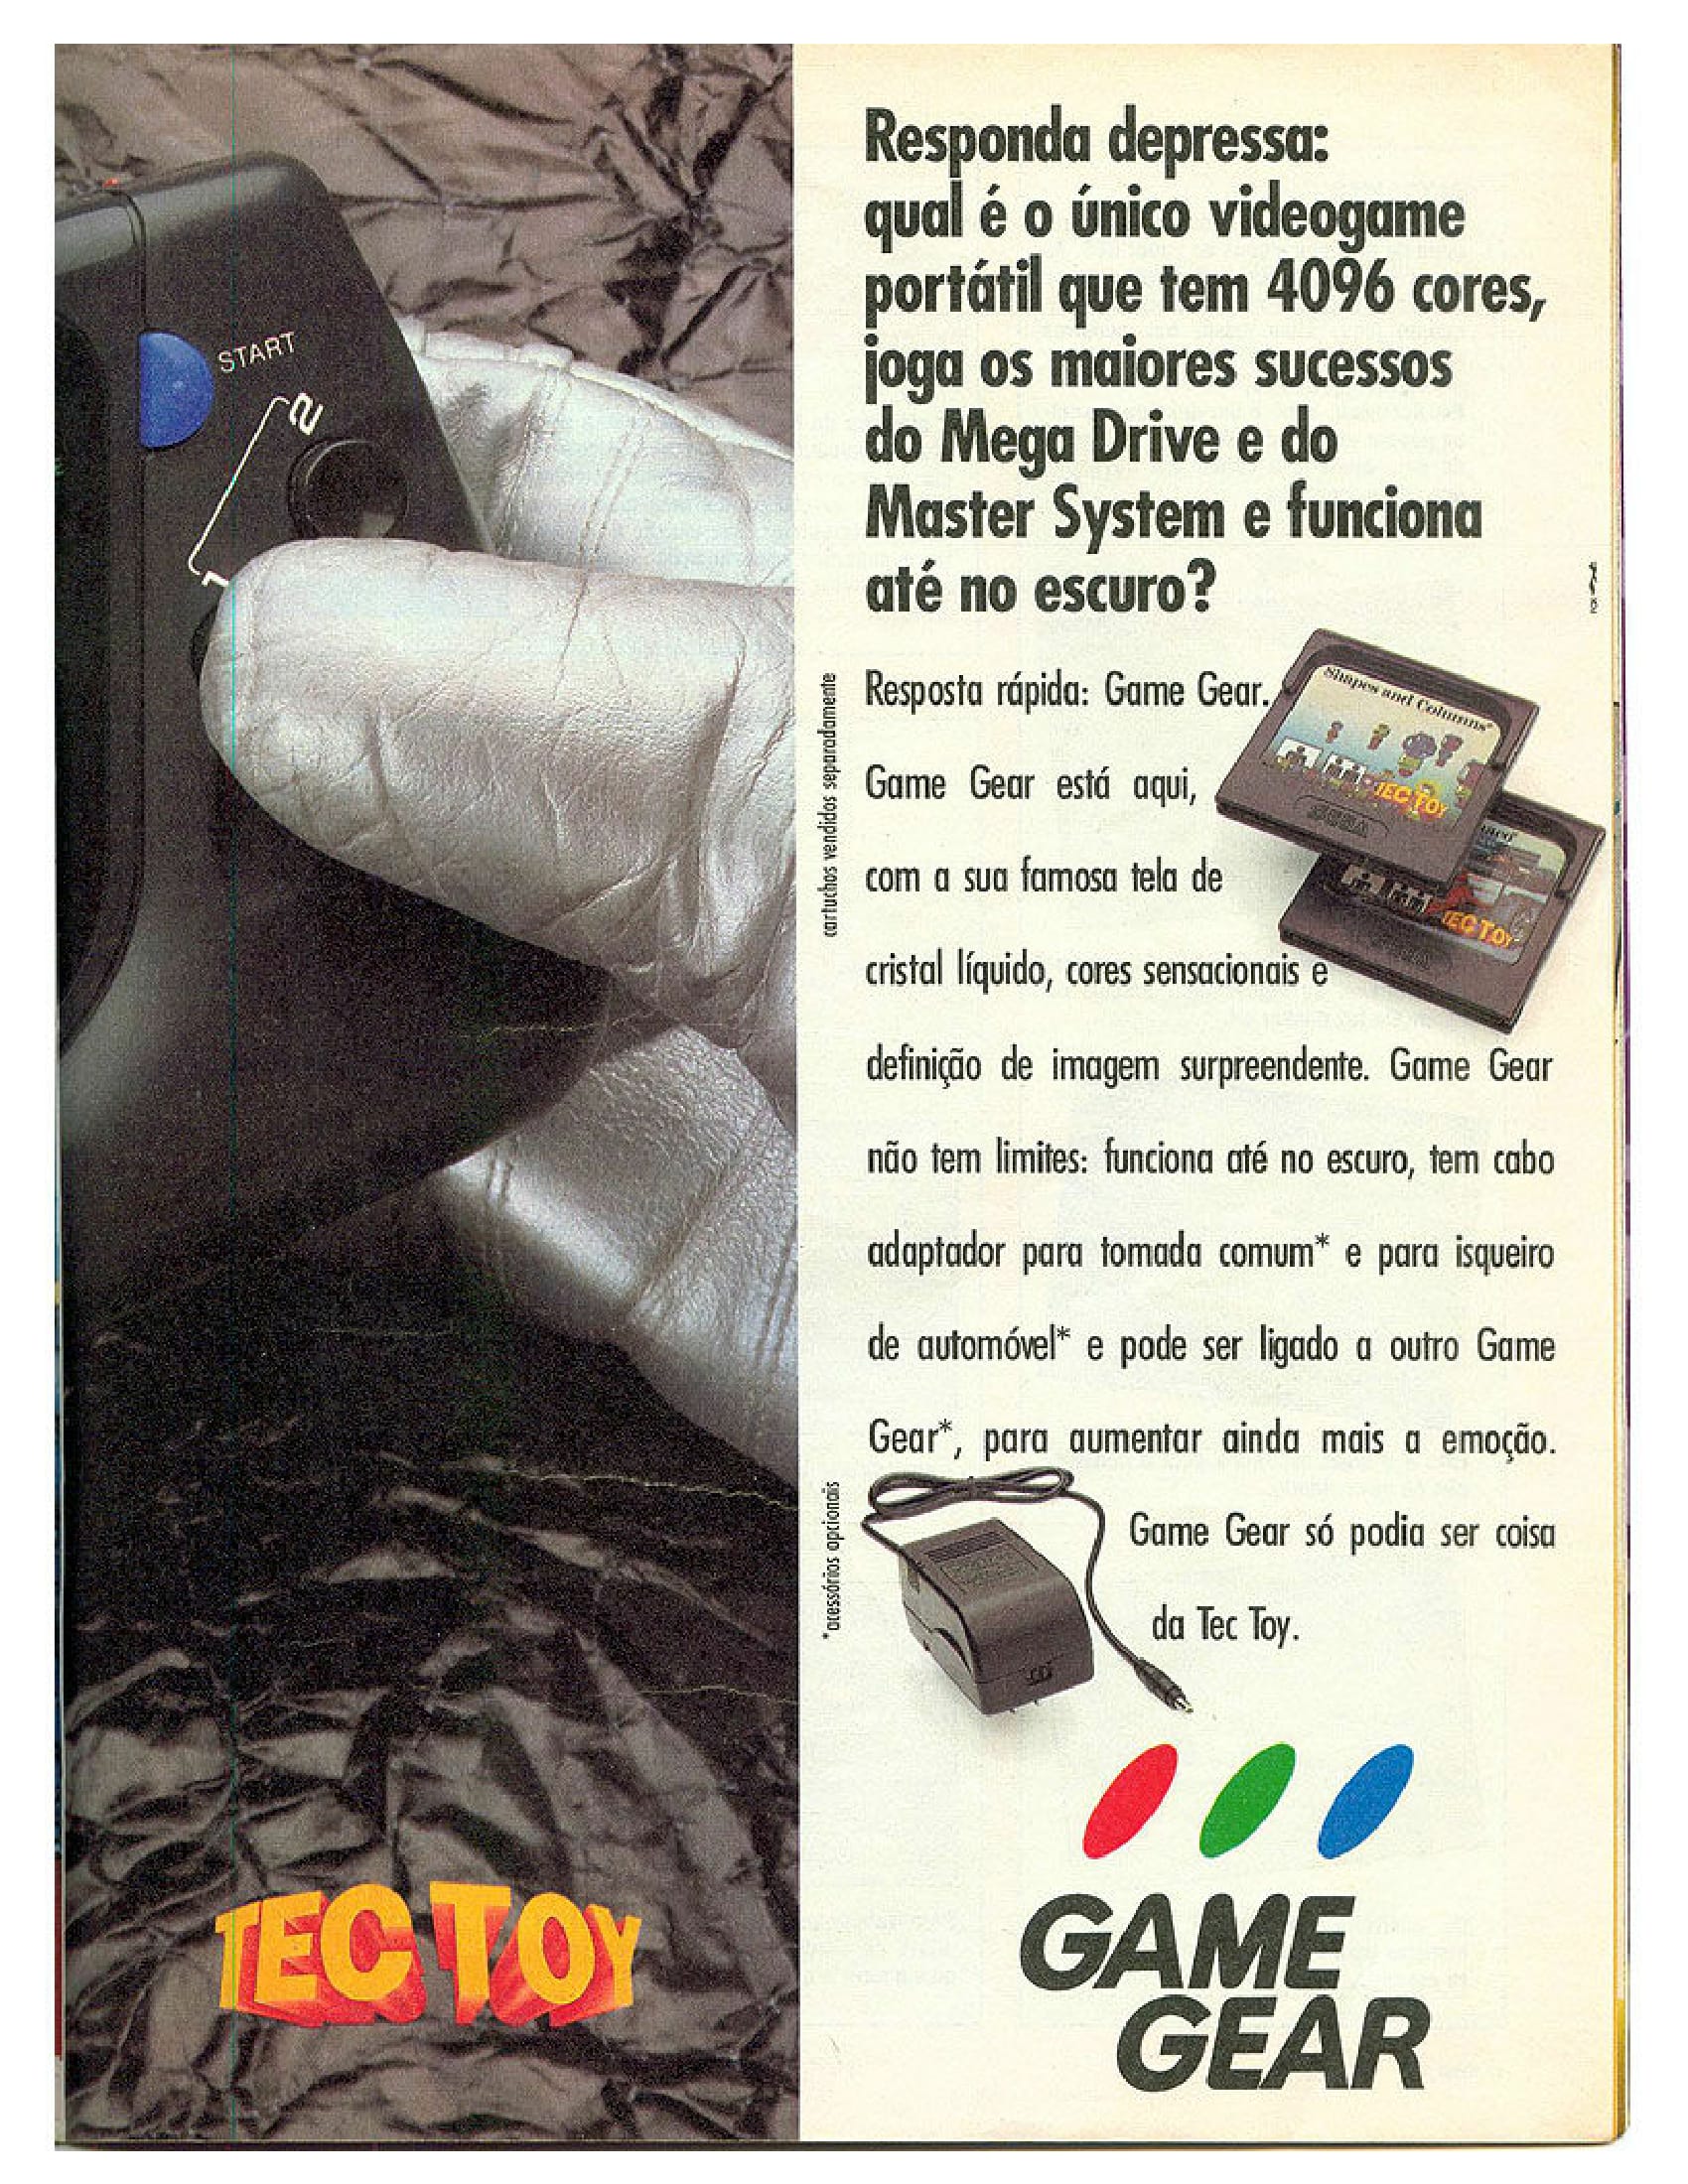 START
2
1
TEC TOY
Responda depressa:
qual é o único videogame
portátil que tem 4096 cores,
joga os maiores sucessos
do Mega Drive e do
Master System e funciona
até no escuro?
Resposta rápida: Game Gear.
Game Gear está aqui,
com a sua famosa tela de
cristal líquido, cores sensacionais e
definição de imagem surpreendente. Game Gear
não tem limites: funciona até no escuro, tem cabo
adaptador para tomada comum* e para isqueiro
de automóvel* e pode ser ligado a outro Game
Gear*, para aumentar ainda mais a emoção.
Game Gear só podia ser coisa
da Tec Toy.
cartuchos vendidos separadamente
*acessórios opcionais
Shapes and Columns
TEC TOY
SEGA
TEC TOY
SEGA
GAME
GEAR